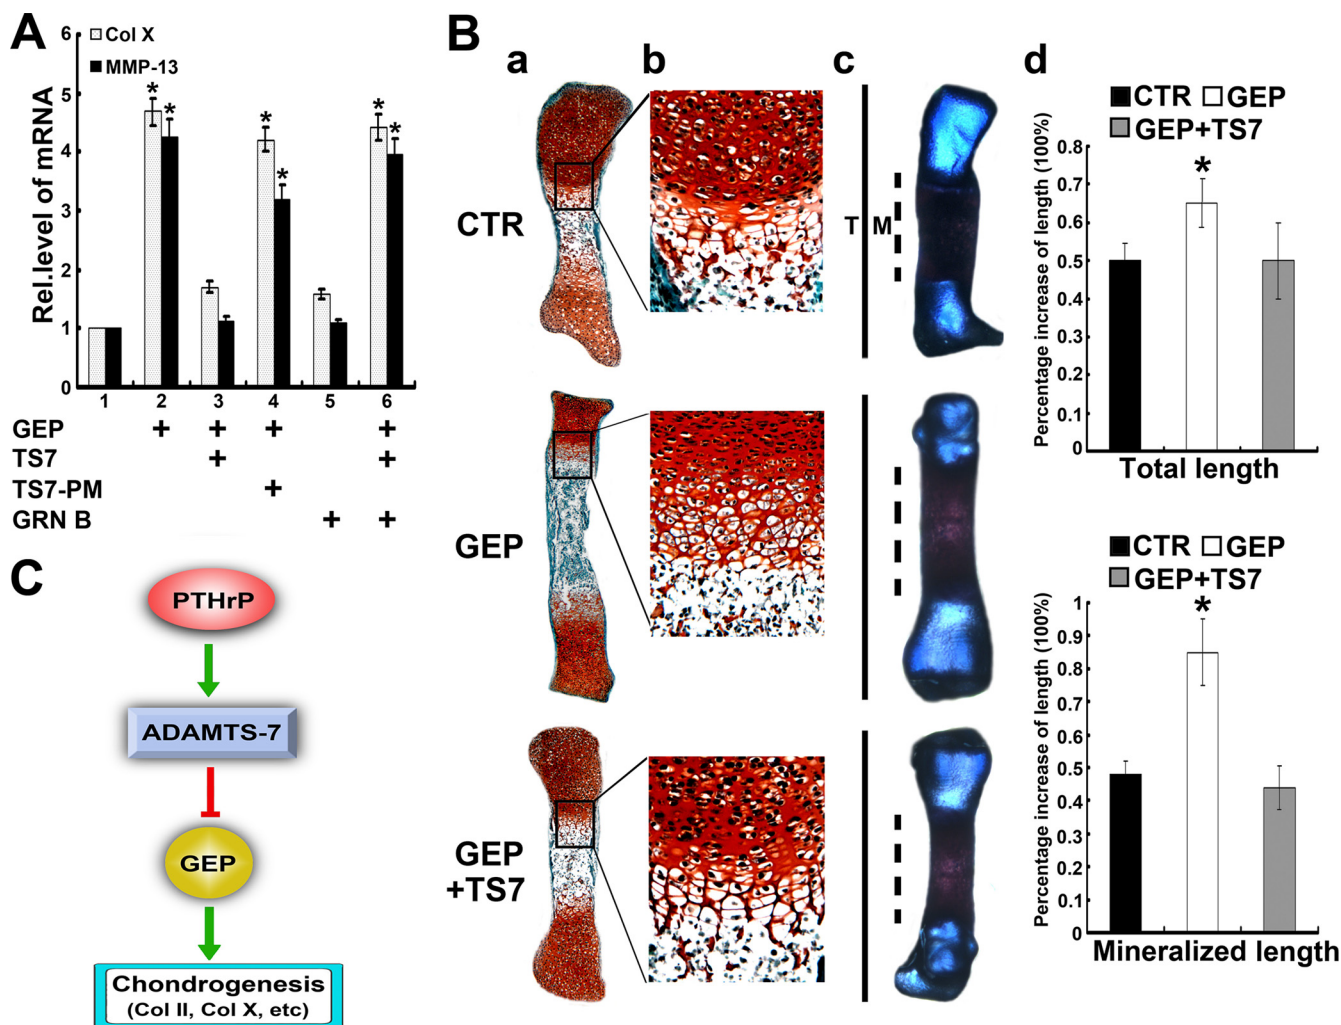 A
Rel.level of mRNA
6
5
4
3
2
1
0
Col X
MMP-13
* * * * * *
1 2 3 4 5 6
GEP + + + +
TS7 + +
TS7-PM +
GRN B + +
B
a b c d
CTR
T M
GEP
GEP
+TS7
CTR GEP
GEP+TS7
Percentage increase of length (100%)
0.8
0.7
0.6
0.5
0.4
0.3
0.2
0.1
0
*
Total length
CTR GEP
GEP+TS7
Percentage increase of length (100%)
1
0.9
0.8
0.7
0.6
0.5
0.4
0.3
0.2
0.1
0
*
Mineralized length
C
PTHrP
ADAMTS-7
GEP
Chondrogenesis
(Col II, Col X, etc)